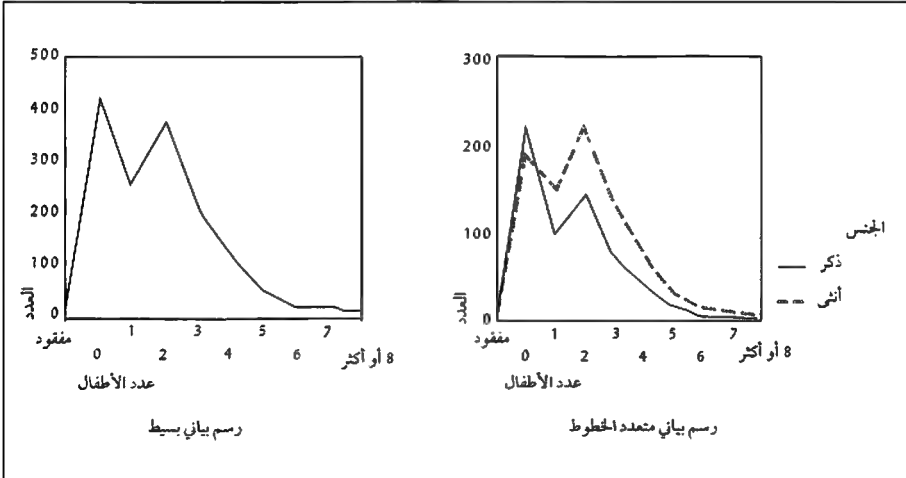 500
400
300
200
100
0
العدد
مفقود 1 3 5 7
0 2 4 6 8 أو أكثر
عدد الأطفال
رسم بياني بسيط
300
200
100
0
العدد
مفقود 1 3 5 7
0 2 4 6 8 أو أكثر
عدد الأطفال
رسم بياني متعدد الخطوط
الجنس
ذكر
أنثى